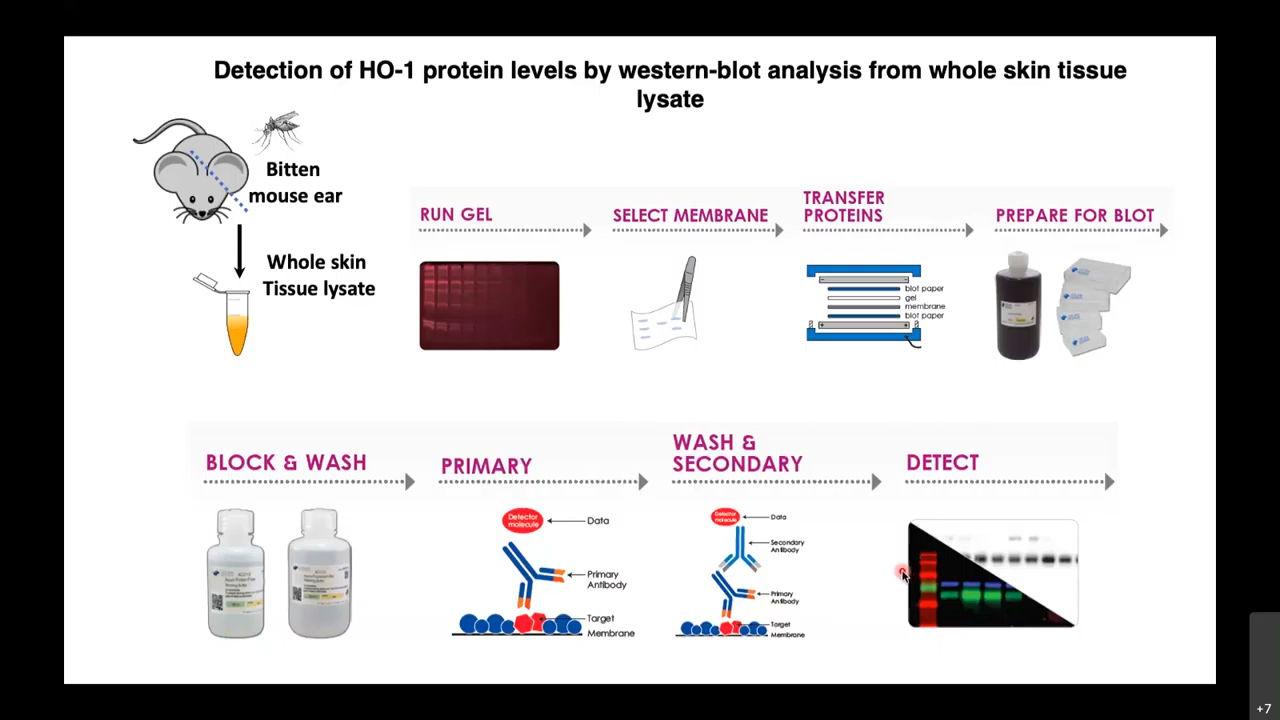 Detection of HO-1 protein levels by western-blot analysis from whole skin tissue
lysate
Bitten
mouse ear
Whole skin
Tissue lysate
RUN GEL
SELECT MEMBRANE
TRANSFER
PROTEINS
PREPARE FOR BLOT
blot paper
gel
membrane
blot paper
BLOCK & WASH
PRIMARY
WASH &
SECONDARY
DETECT
Detector
molecule
Data
Primary
Antibody
Target
Membrane
Detector
molecule
Data
Secondary
Antibody
Primary
Antibody
Target
Membrane
+7